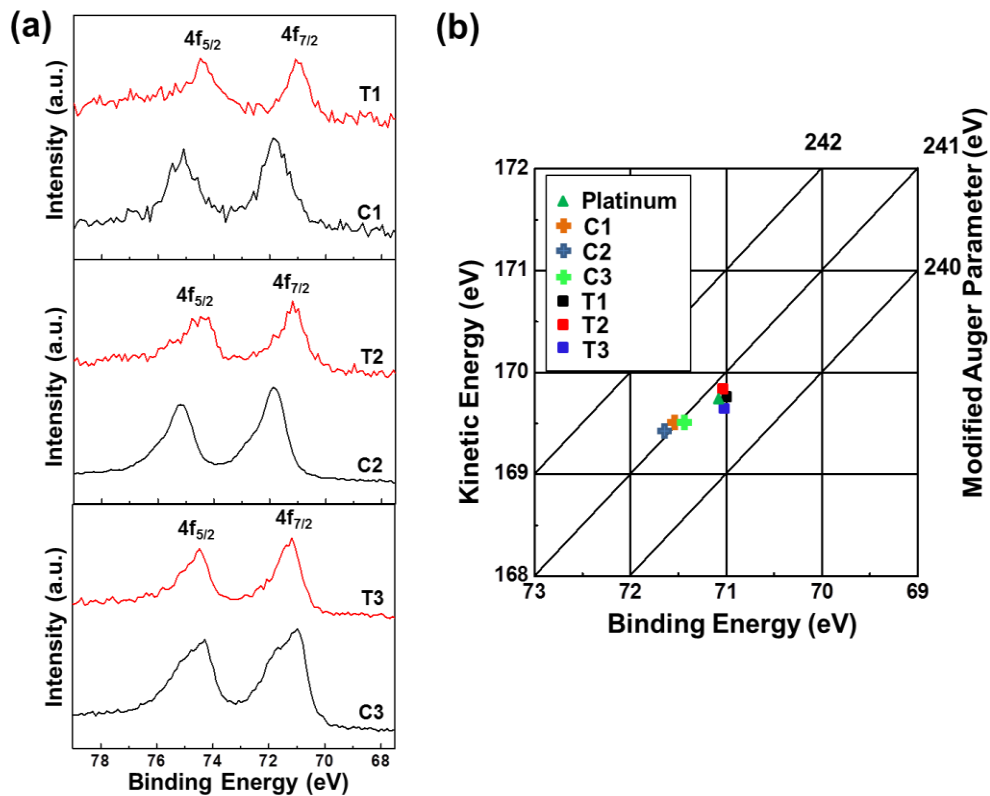 (a)
4f5/2
4f7/2
T1
C1
Intensity (a.u.)
4f5/2
4f7/2
T2
C2
Intensity (a.u.)
4f5/2
4f7/2
T3
C3
Intensity (a.u.)
78 76 74 72 70 68
Binding Energy (eV)
(b)
242
241
240
172
171
170
169
168
Platinum
C1
C2
C3
T1
T2
T3
Kinetic Energy (eV)
Modified Auger Parameter (eV)
73 72 71 70 69
Binding Energy (eV)